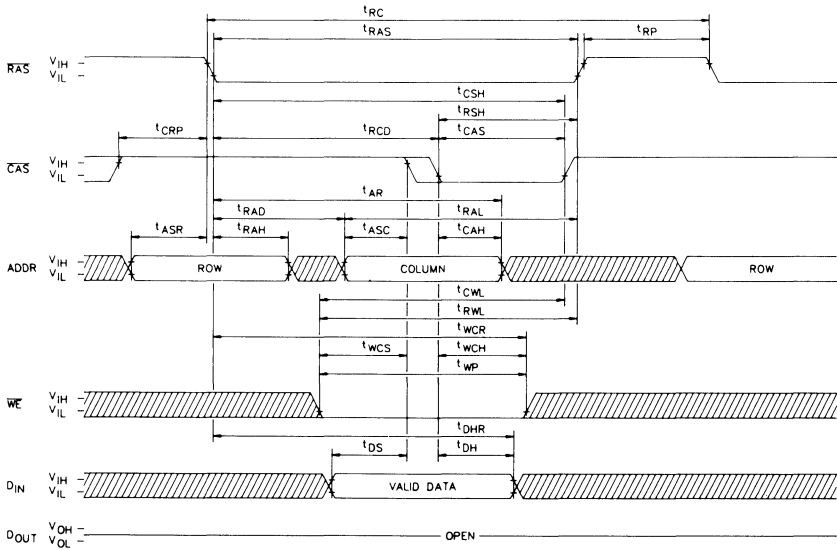 tRC
tRAS tRP
RAS VIH
VIL
tCSH
tRSH
tCRP tRCD tCAS
CAS VIH
VIL
tAR
tRAD tRAL
tASR tRAH tASC tCAH
ADDR VIH
VIL
ROW COLUMN ROW
tCWL
tRWL
tWCR
tWCS tWCH
tWP
WE VIH
VIL
tDHR
tDS tDH
DIN VIH
VIL
VALID DATA
DOUT VOH
VOL
OPEN